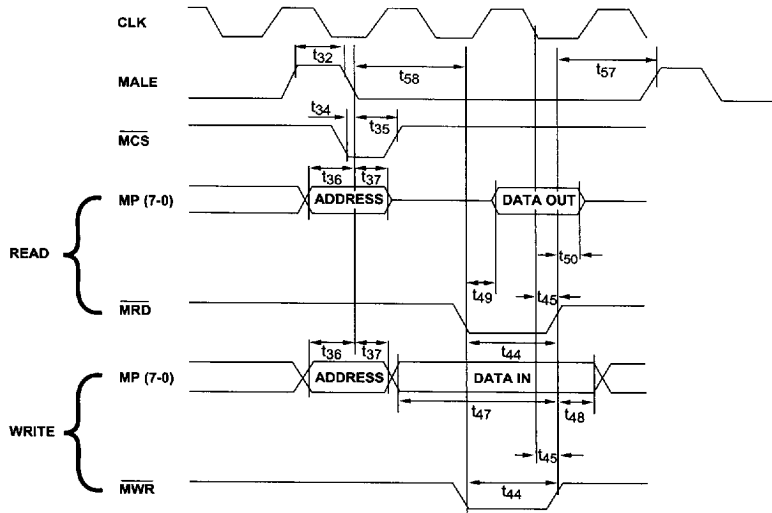 CLK
t32
t58
t57
MALE
t34
t35
MCS
t36 t37
MP (7-0) ADDRESS DATA OUT
t50
READ
t49 t45
MRD
t36 t37 t44
MP (7-0) ADDRESS DATA IN
t47 t48
WRITE
t45
t44
MWR